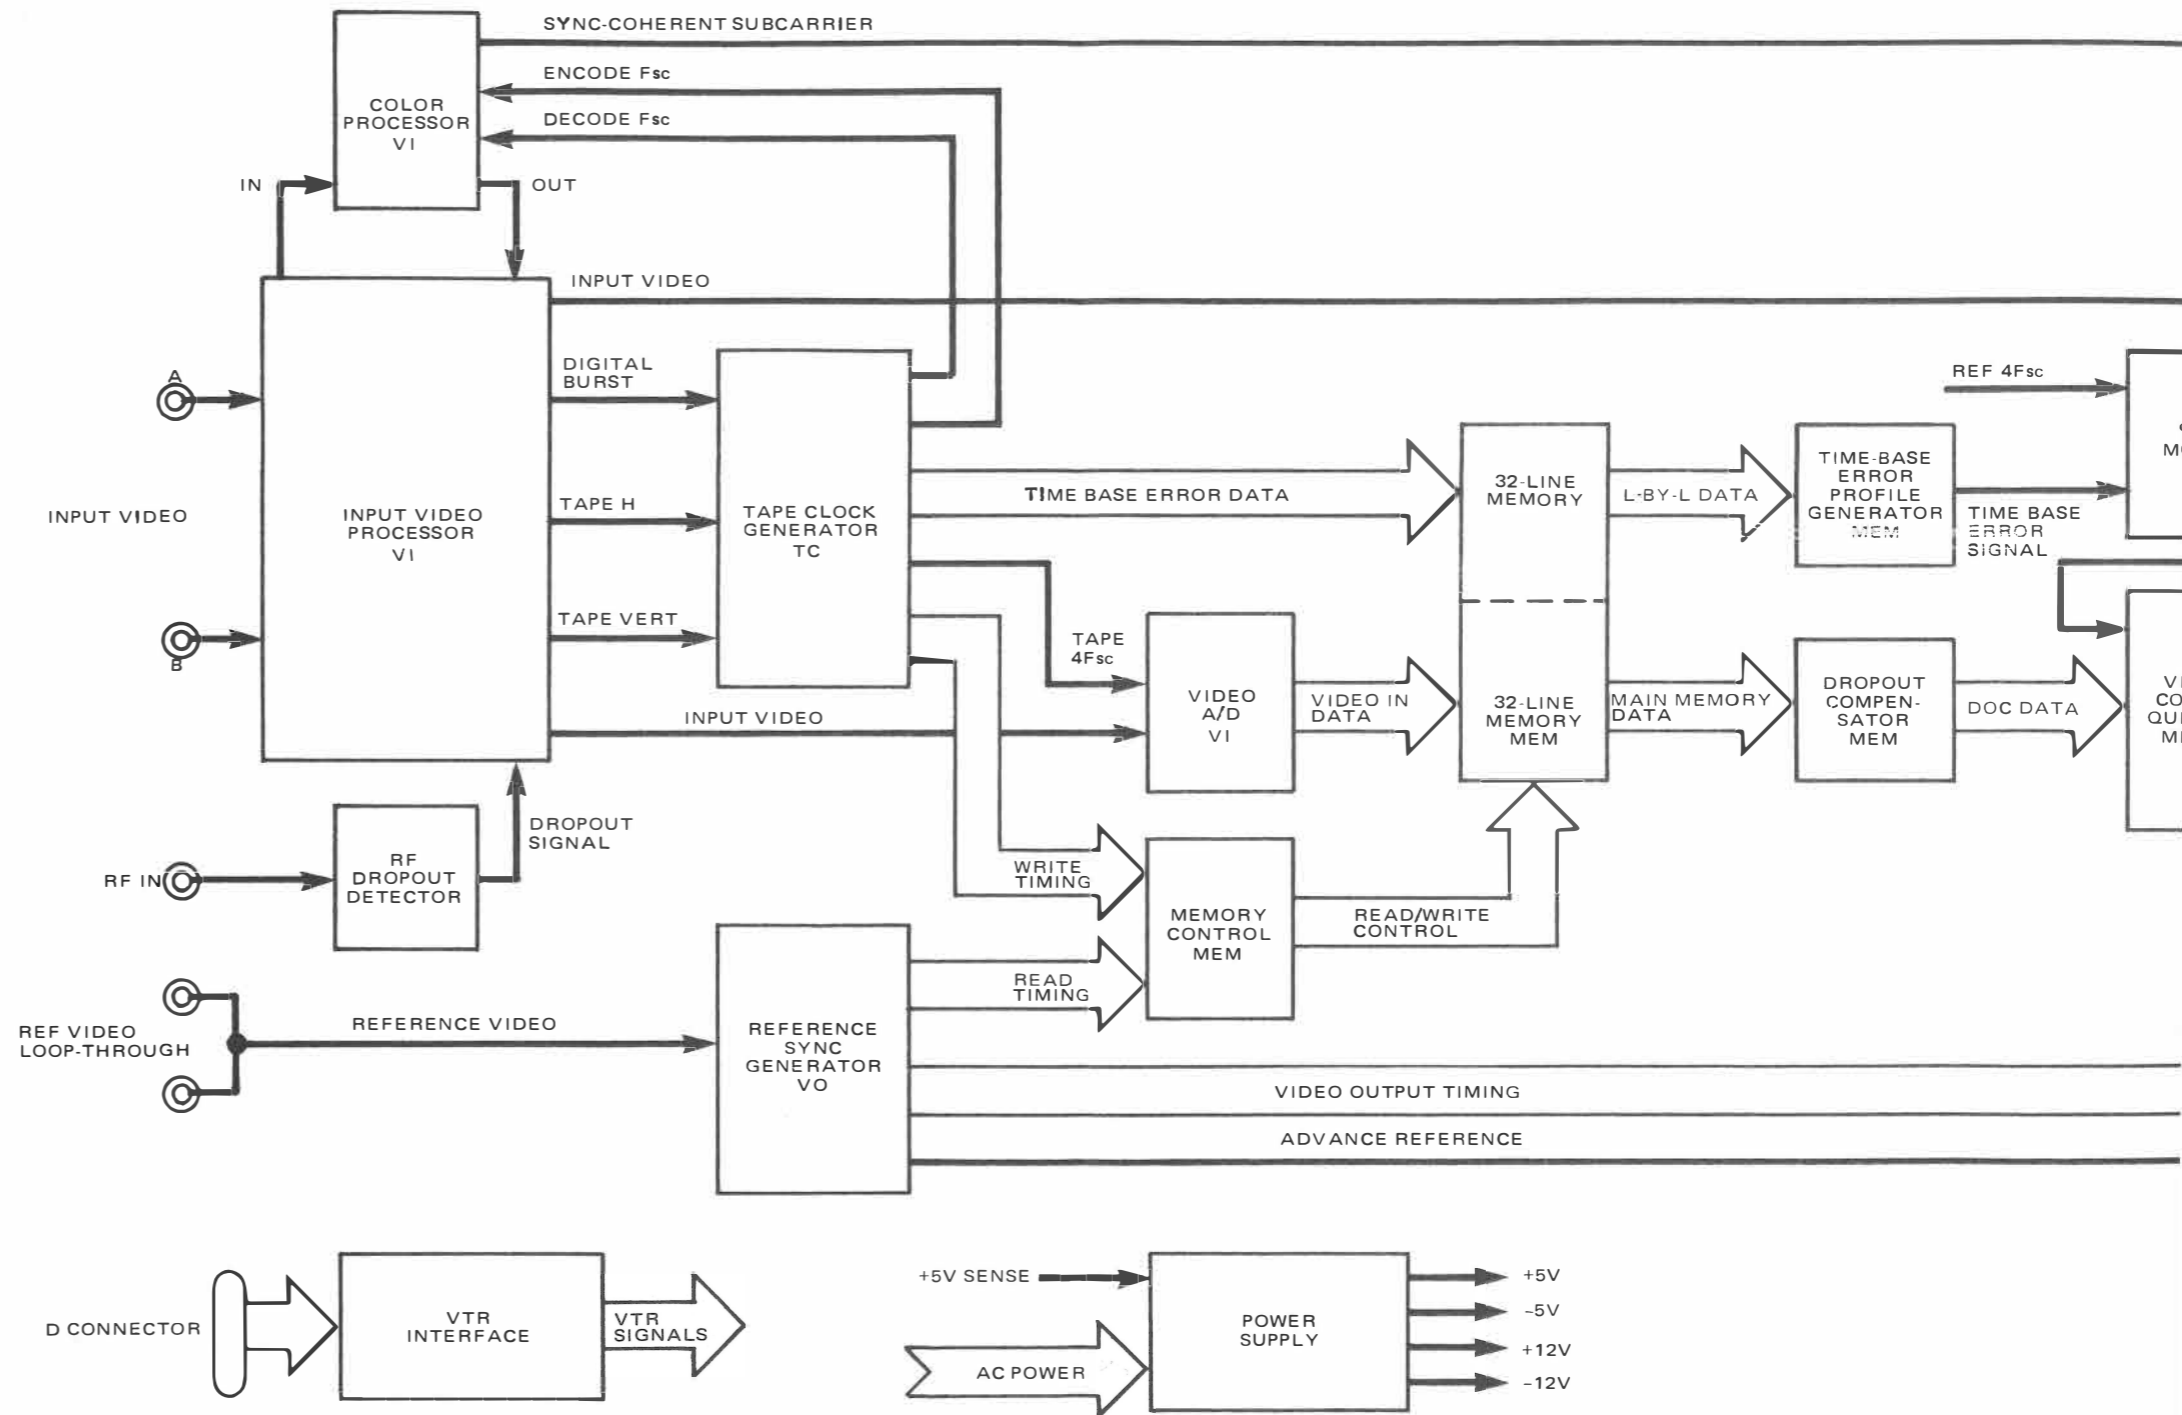 SYNC-COHERENT SUBCARRIER
ENCODE Fsc
DECODE Fsc
COLOR
PROCESSOR
VI
IN
OUT
INPUT VIDEO
A
INPUT VIDEO
B
INPUT VIDEO
PROCESSOR
VI
DIGITAL
BURST
TAPE H
TAPE VERT
INPUT VIDEO
TAPE CLOCK
GENERATOR
TC
TIME BASE ERROR DATA
TAPE
4Fsc
VIDEO
A/D
VI
VIDEO IN
DATA
32-LINE
MEMORY
32-LINE
MEMORY
MEM
L-BY-L DATA
MAIN MEMORY
DATA
TIME-BASE
ERROR
PROFILE
GENERATOR
MEM
REF 4Fsc
TIME BASE
ERROR
SIGNAL
DROPOUT
COMPEN-
SATOR
MEM
DOC DATA
RF IN
RF
DROPOUT
DETECTOR
DROPOUT
SIGNAL
WRITE
TIMING
READ
TIMING
MEMORY
CONTROL
MEM
READ/WRITE
CONTROL
REF VIDEO
LOOP-THROUGH
REFERENCE VIDEO
REFERENCE
SYNC
GENERATOR
VO
VIDEO OUTPUT TIMING
ADVANCE REFERENCE
D CONNECTOR
VTR
INTERFACE
VTR
SIGNALS
+5V SENSE
AC POWER
POWER
SUPPLY
+5V
-5V
+12V
-12V